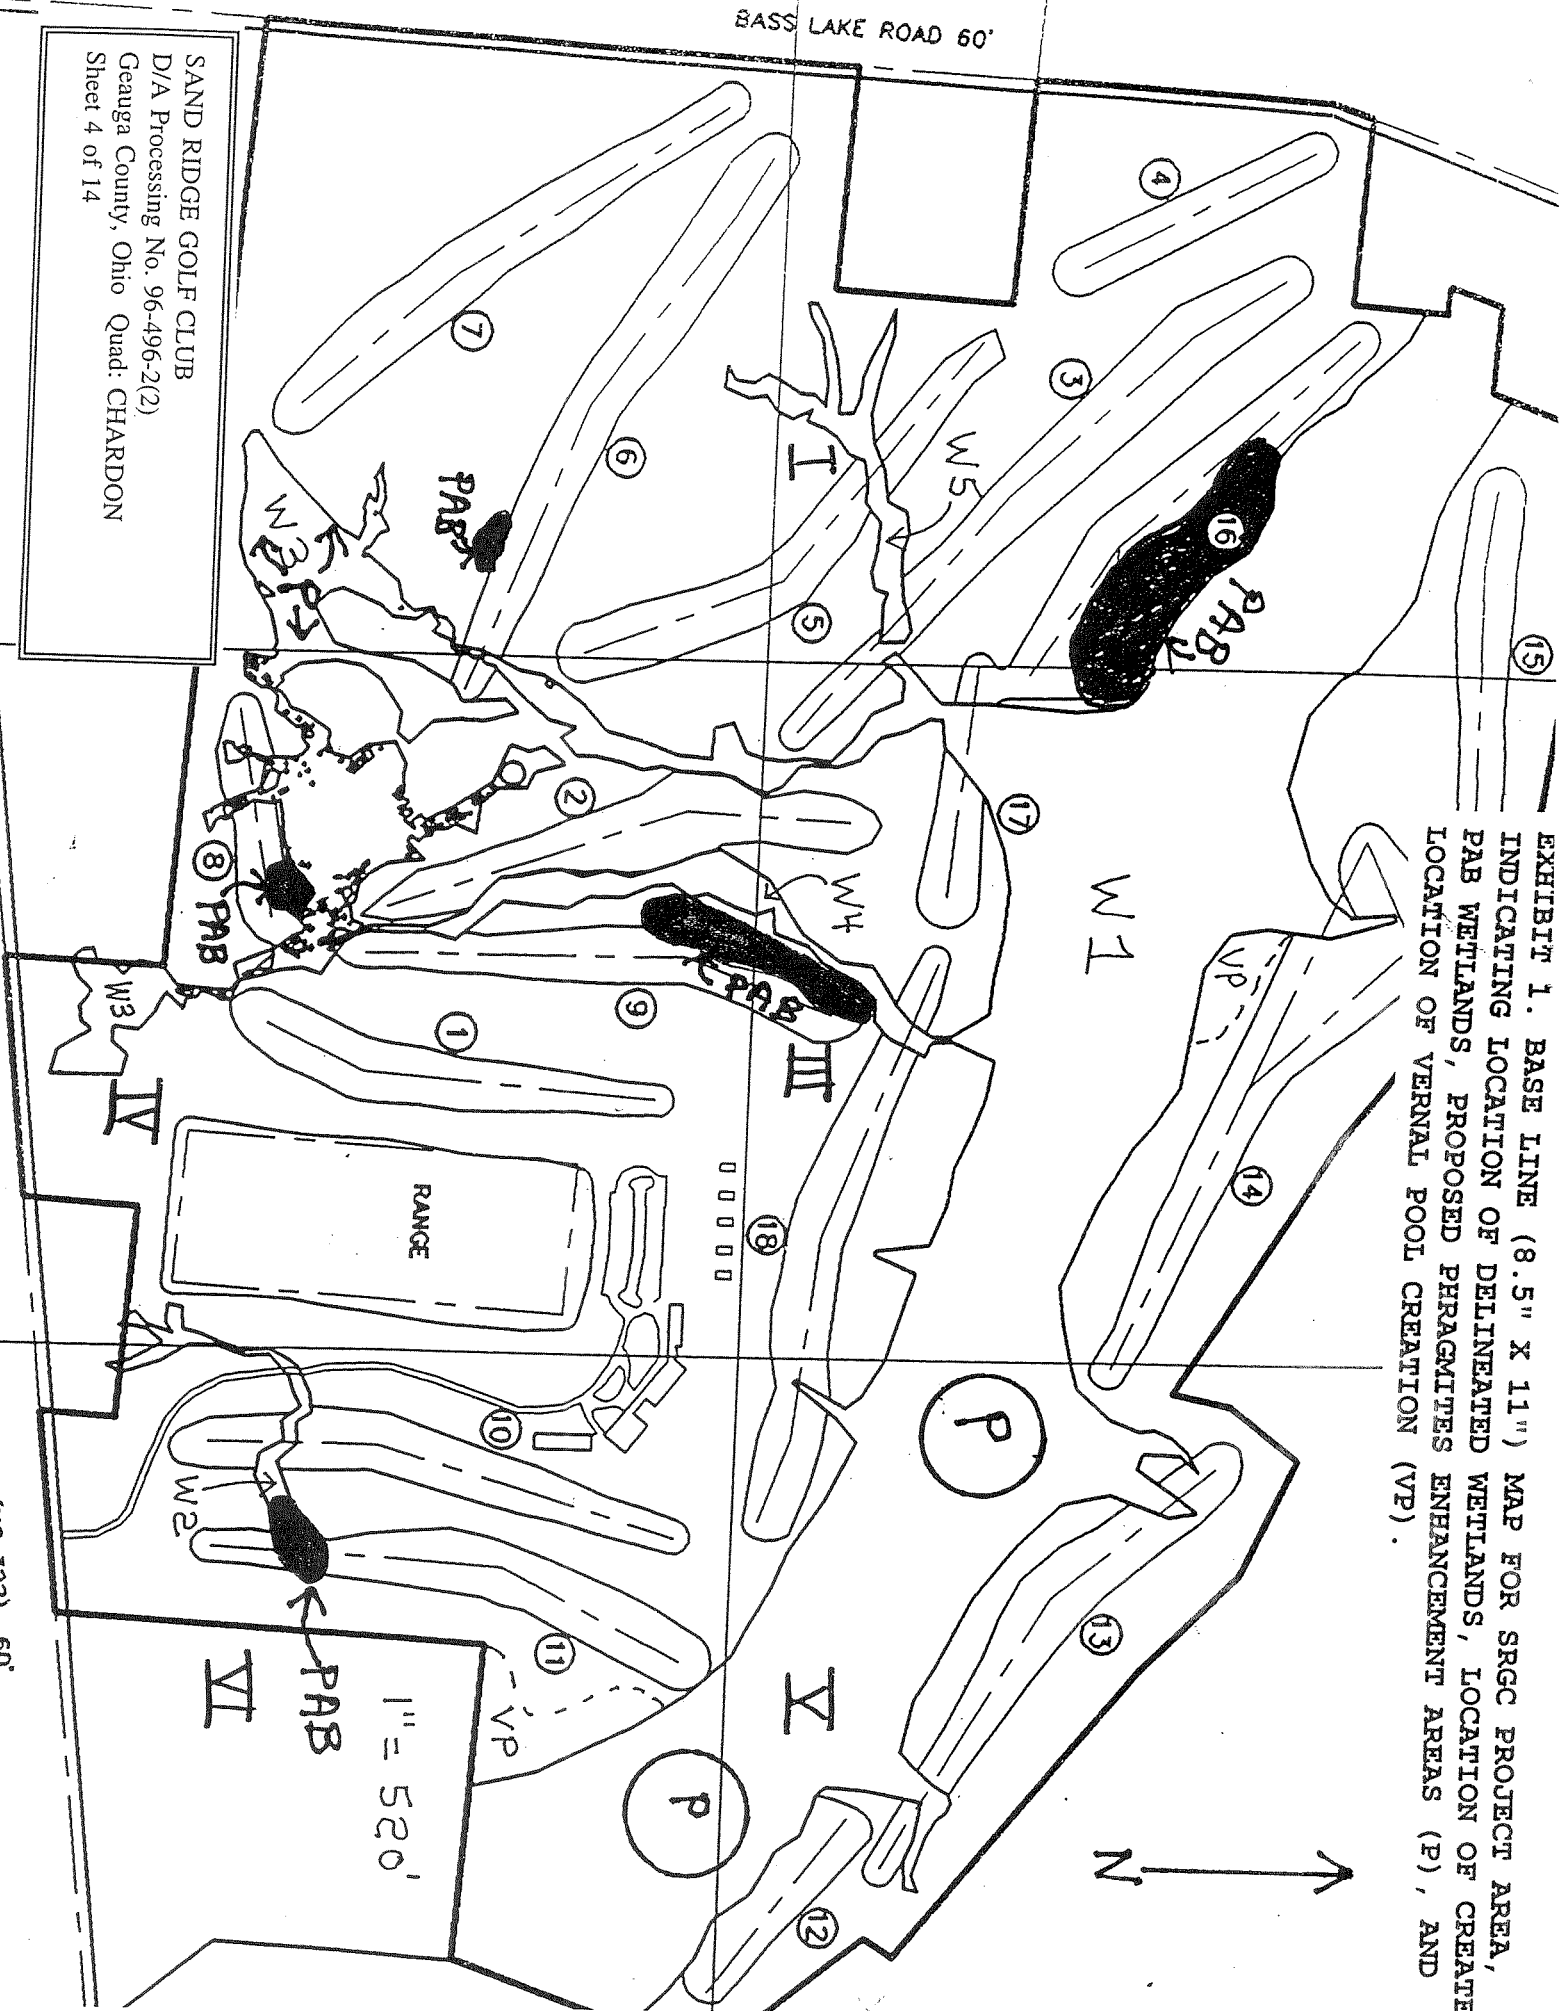 EXHIBIT 1. BASE LINE (8.5" X 11") MAP FOR SRGC PROJECT AREA,
INDICATING LOCATION OF DELINEATED WETLANDS, LOCATION OF CREATE
PAB WETLANDS, PROPOSED PHRAGMITES ENHANCEMENT AREAS (P), AND
LOCATION OF VERNAL POOL CREATION (VP).
BASS LAKE ROAD 60'
15
4
16
PAB
3
W5
I
5
6
7
PAB
W3
P
17
W1
VP
14
2
W4
PAB
III
9
8
PAB
1
W3
IV
RANGE
18
P
13
10
W2
11
PAB
VI
V
VP
P
12
1" = 520'
N
60'
SAND RIDGE GOLF CLUB
D/A Processing No. 96-496-2(2)
Geauga County, Ohio Quad: CHARDON
Sheet 4 of 14